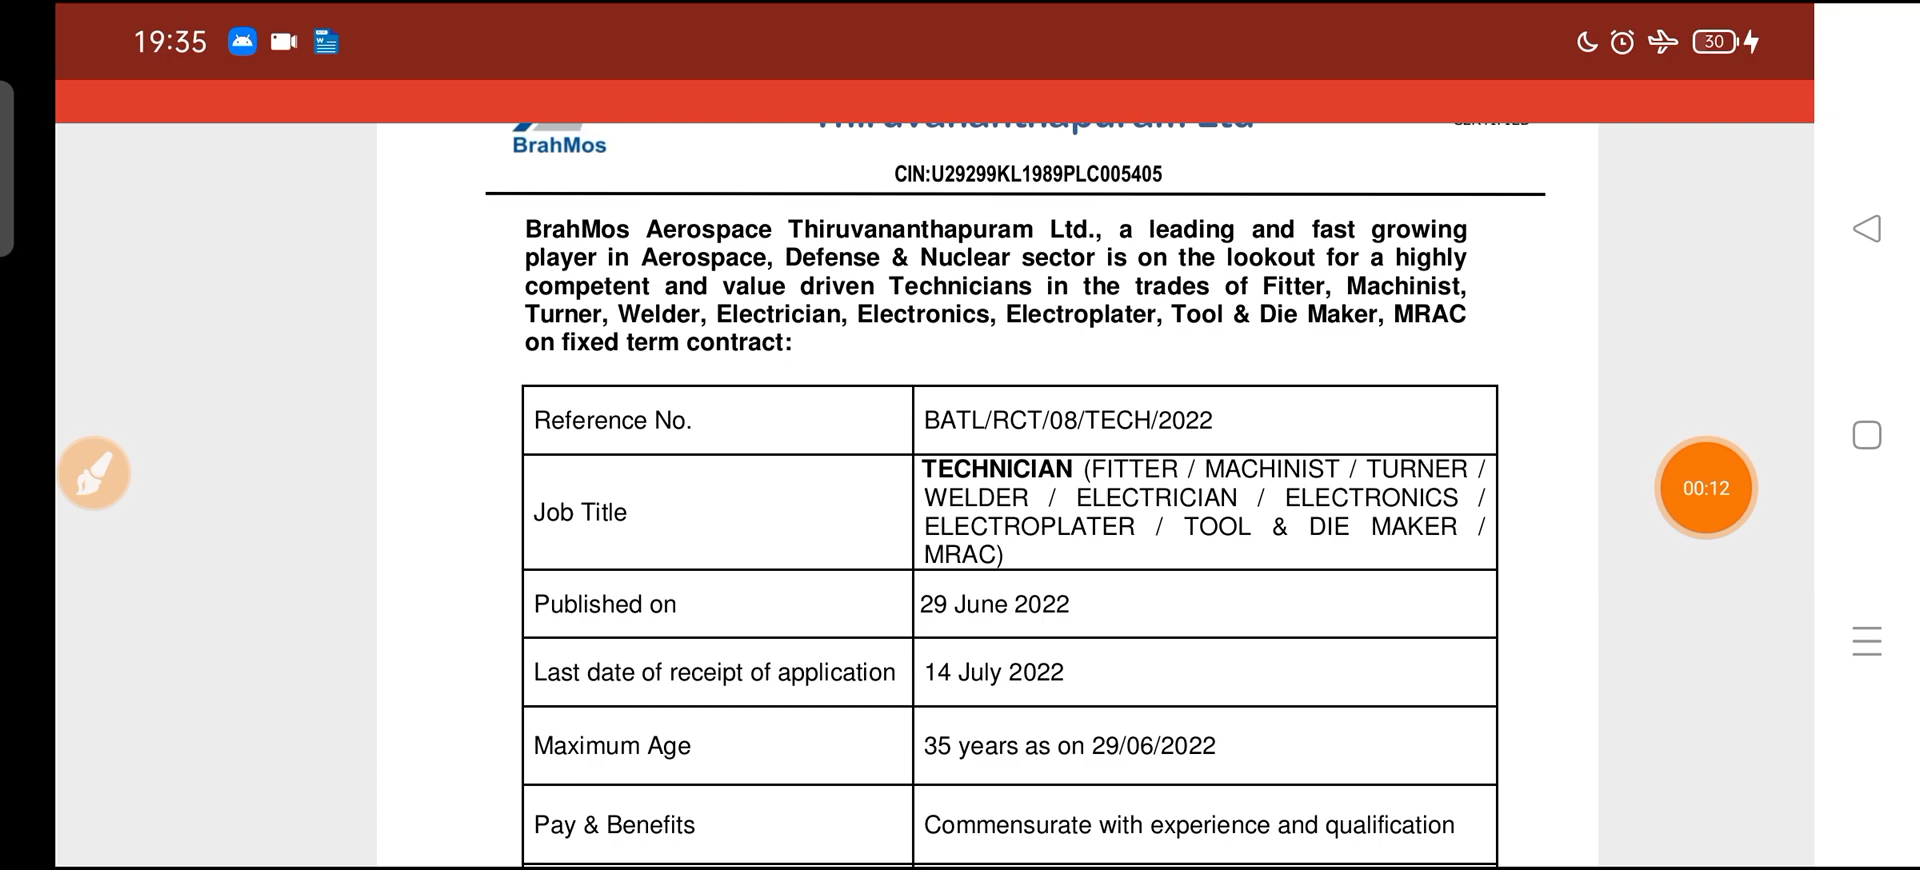 19:35
30
Thiruvananthapuram Ltd
CERTIFIED
BrahMos
CIN:U29299KL1989PLC005405
BrahMos Aerospace Thiruvananthapuram Ltd., a leading and fast growing
player in Aerospace, Defense & Nuclear sector is on the lookout for a highly
competent and value driven Technicians in the trades of Fitter, Machinist,
Turner, Welder, Electrician, Electronics, Electroplater, Tool & Die Maker, MRAC
on fixed term contract:
Reference No.
BATL/RCT/08/TECH/2022
Job Title
TECHNICIAN (FITTER / MACHINIST / TURNER /
WELDER / ELECTRICIAN / ELECTRONICS /
ELECTROPLATER / TOOL & DIE MAKER /
MRAC)
Published on
29 June 2022
Last date of receipt of application
14 July 2022
Maximum Age
35 years as on 29/06/2022
Pay & Benefits
Commensurate with experience and qualification
00:12